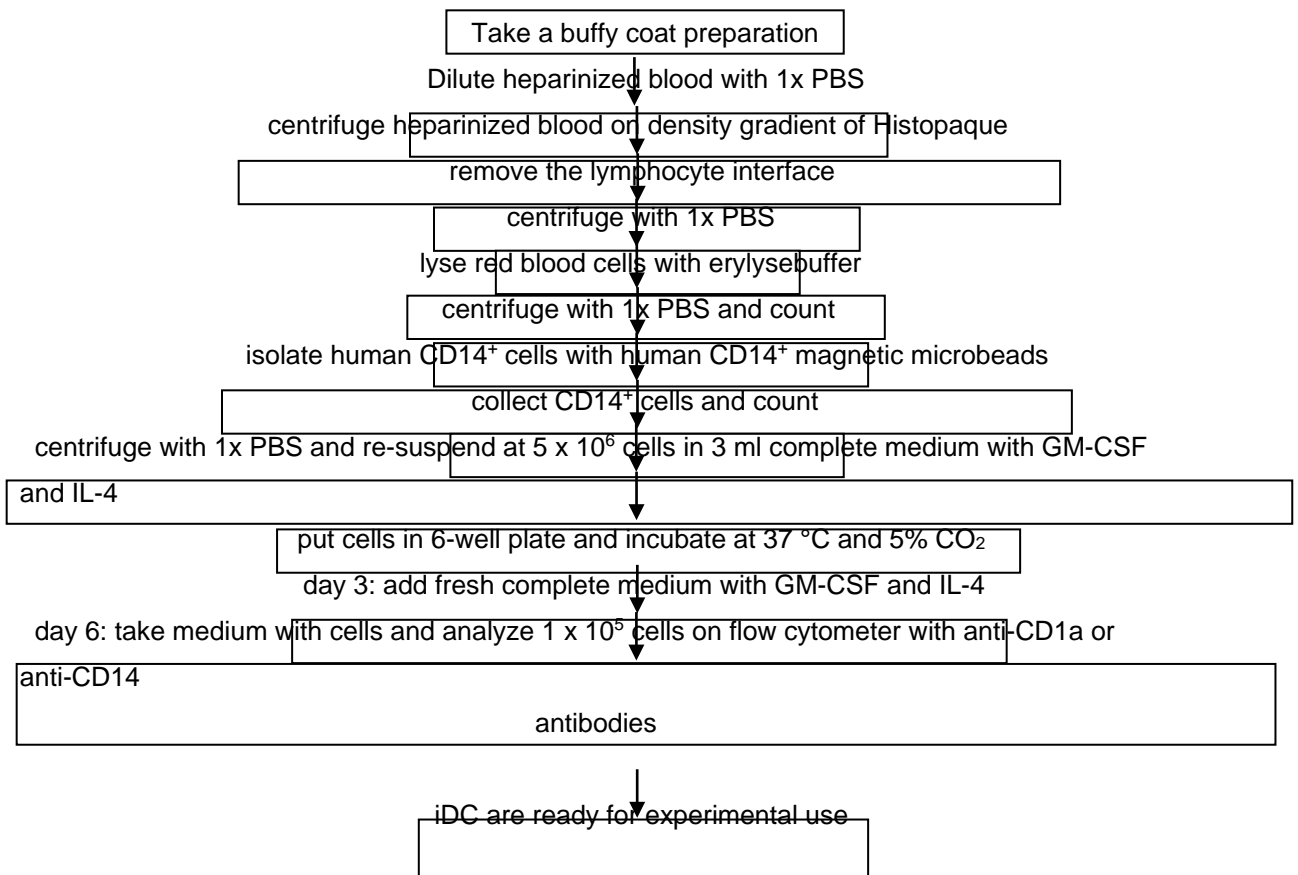 Take a buffy coat preparation
Dilute heparinized blood with 1x PBS
centrifuge heparinized blood on density gradient of Histopaque
remove the lymphocyte interface
centrifuge with 1x PBS
lyse red blood cells with erylysebuffer
centrifuge with 1x PBS and count
isolate human CD14⁺ cells with human CD14⁺ magnetic microbeads
collect CD14⁺ cells and count
centrifuge with 1x PBS and re-suspend at 5 x 10⁶ cells in 3 ml complete medium with GM-CSF
and IL-4
put cells in 6-well plate and incubate at 37 °C and 5% CO₂
day 3: add fresh complete medium with GM-CSF and IL-4
day 6: take medium with cells and analyze 1 x 10⁵ cells on flow cytometer with anti-CD1a or
anti-CD14
antibodies
iDC are ready for experimental use